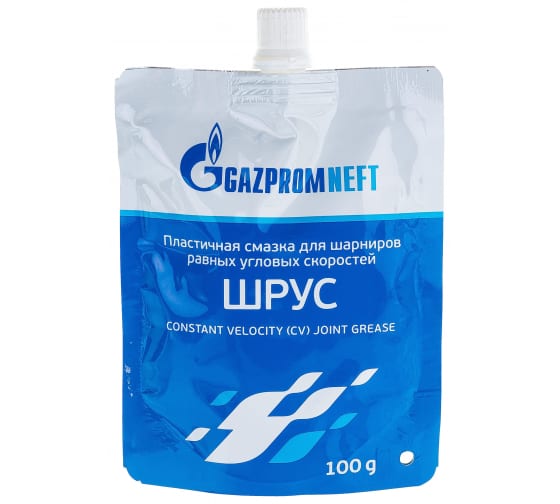 GAZPROMNEFT
Пластичная смазка для шарниров
равных угловых скоростей
ШРУС
CONSTANT VELOCITY (CV) JOINT GREASE
100 g